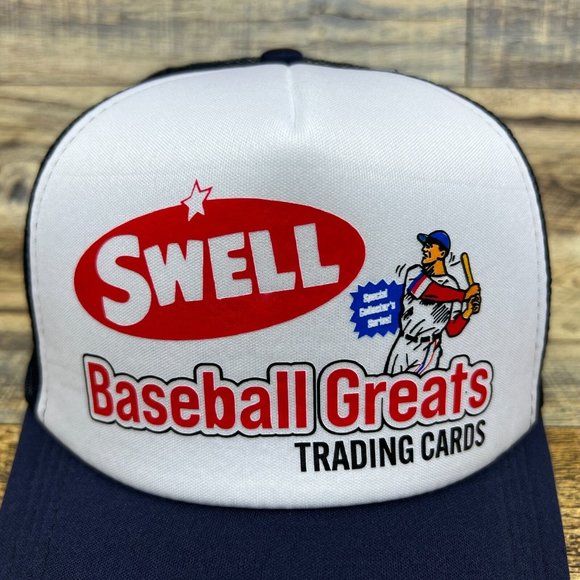 SWELL
Special
Collector's
Series!
Baseball Greats
TRADING CARDS